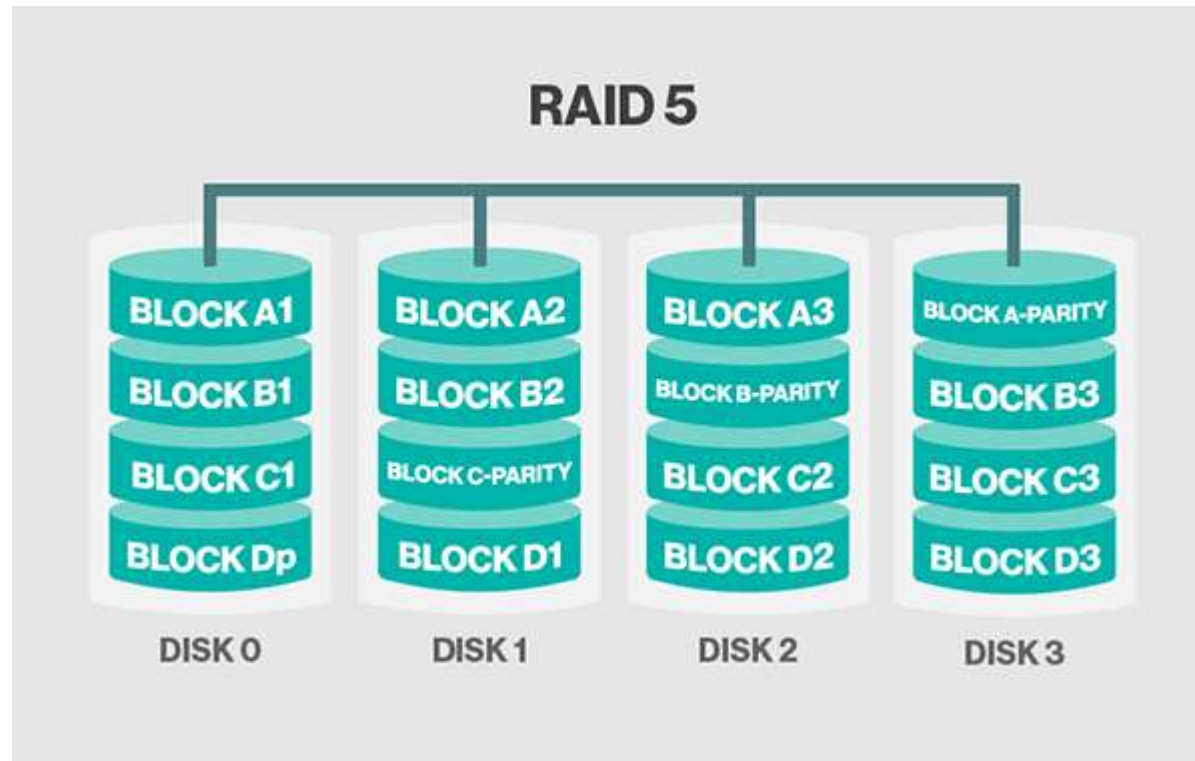 RAID 5
BLOCK A1
BLOCK A2
BLOCK A3
BLOCK A-PARITY
BLOCK B1
BLOCK B2
BLOCK B-PARITY
BLOCK B3
BLOCK C1
BLOCK C-PARITY
BLOCK C2
BLOCK C3
BLOCK Dp
BLOCK D1
BLOCK D2
BLOCK D3
DISK 0
DISK 1
DISK 2
DISK 3